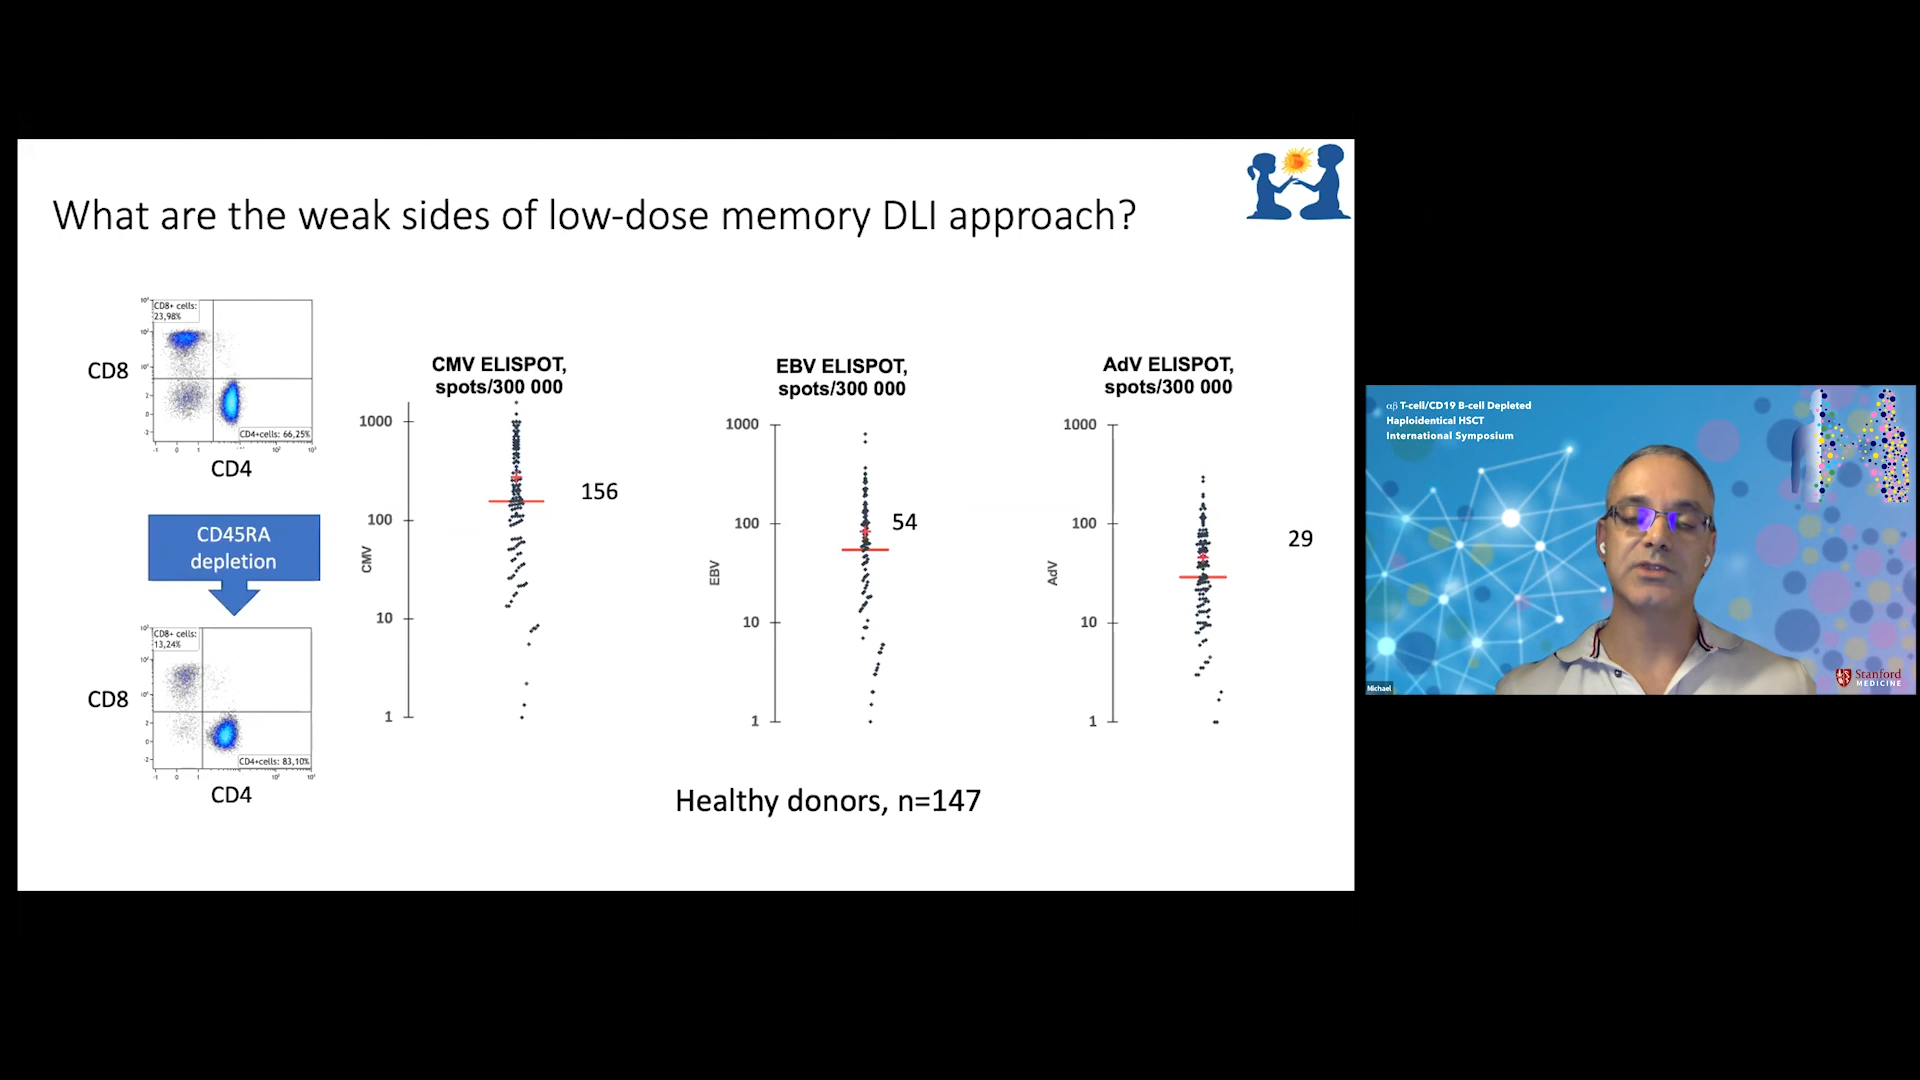 What are the weak sides of low-dose memory DLI approach?
CD8+ cells:
23,98%
CD8
CD4+cells: 66,25%
CD4
CD45RA
depletion
CD8+ cells:
13,24%
CD8
CD4+cells: 83,10%
CD4
CMV ELISPOT,
spots/300 000
1000
100
10
1
CMV
156
EBV ELISPOT,
spots/300 000
1000
100
10
1
EBV
54
AdV ELISPOT,
spots/300 000
1000
100
10
1
AdV
29
Healthy donors, n=147
αβ T-cell/CD19 B-cell Depleted
Haploidentical HSCT
International Symposium
Stanford
MEDICINE
Michael